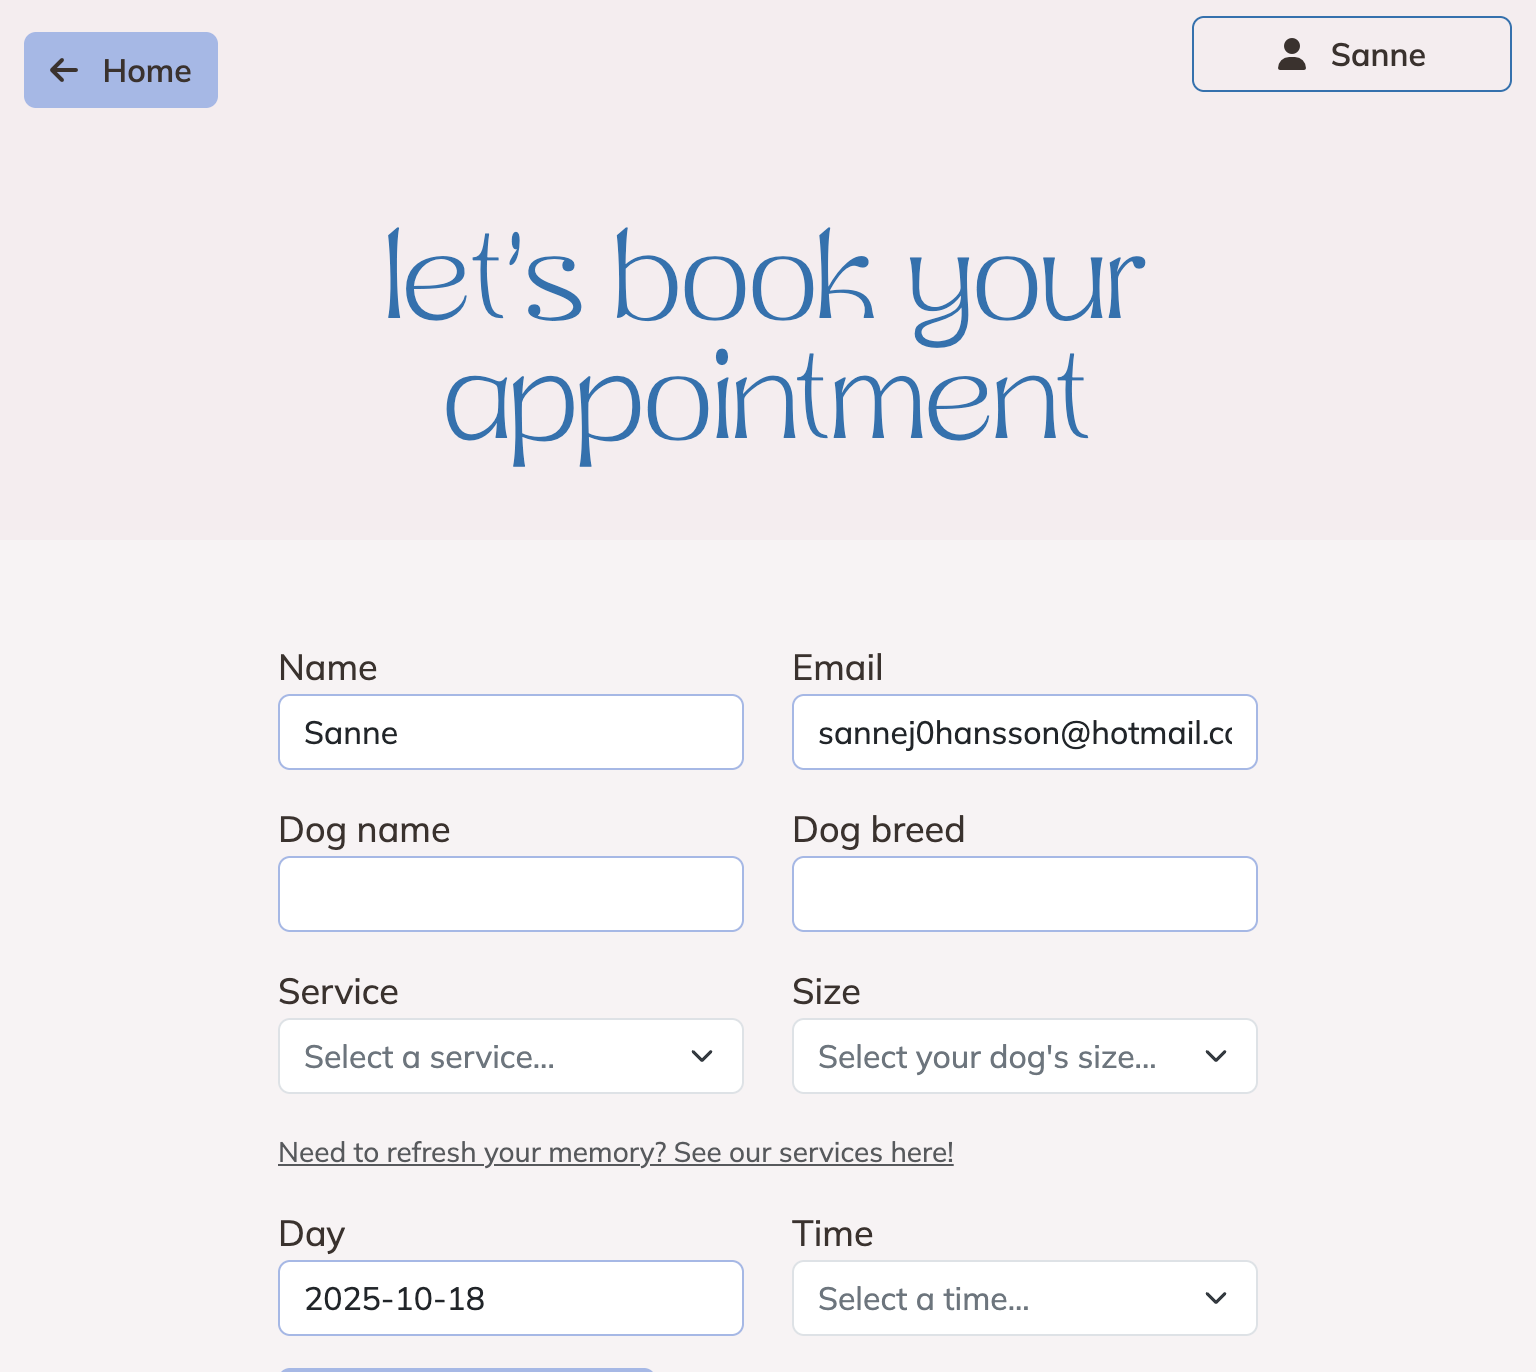 Home
Sanne
let's book your
appointment
Name
Email
Sanne
sannej0hansson@hotmail.cc
Dog name
Dog breed
Service
Size
Select a service...
Select your dog's size...
Need to refresh your memory? See our services here!
Day
Time
2025-10-18
Select a time...